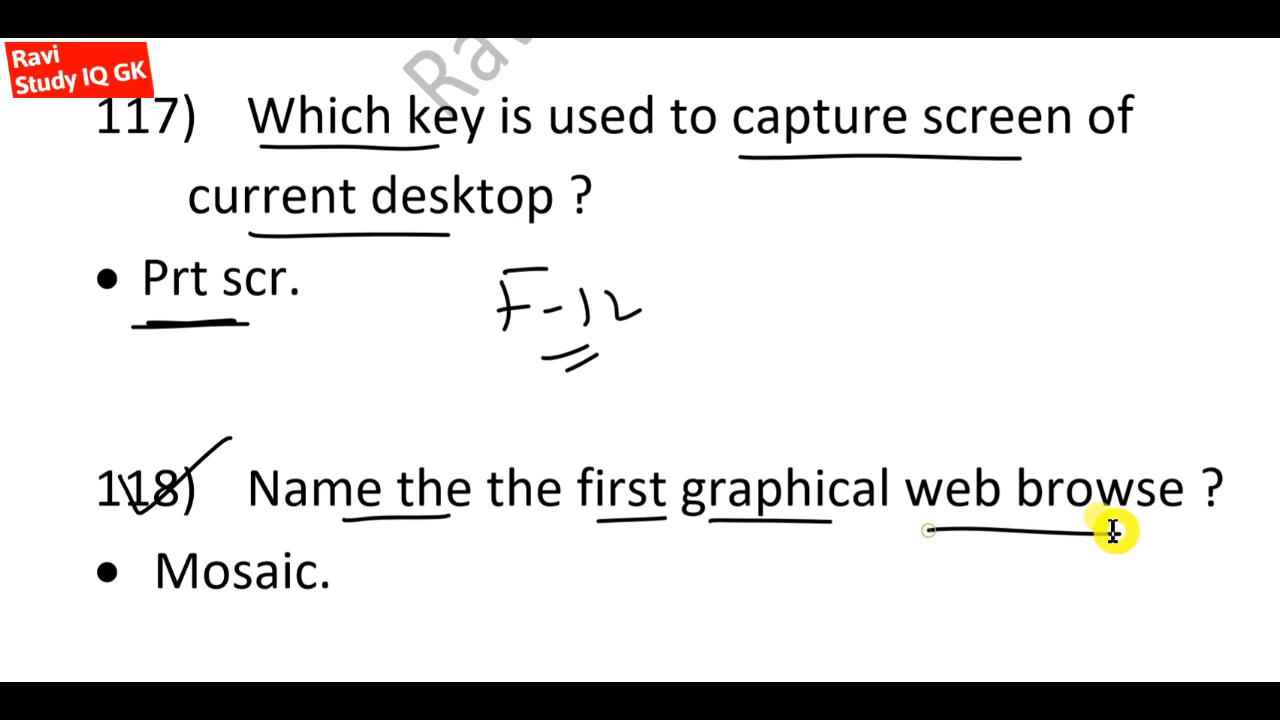 Ravi
Study IQ GK
Rav
117) Which key is used to capture screen of
current desktop ?
• Prt scr.
F-12
118) Name the the first graphical web browse ?
• Mosaic.